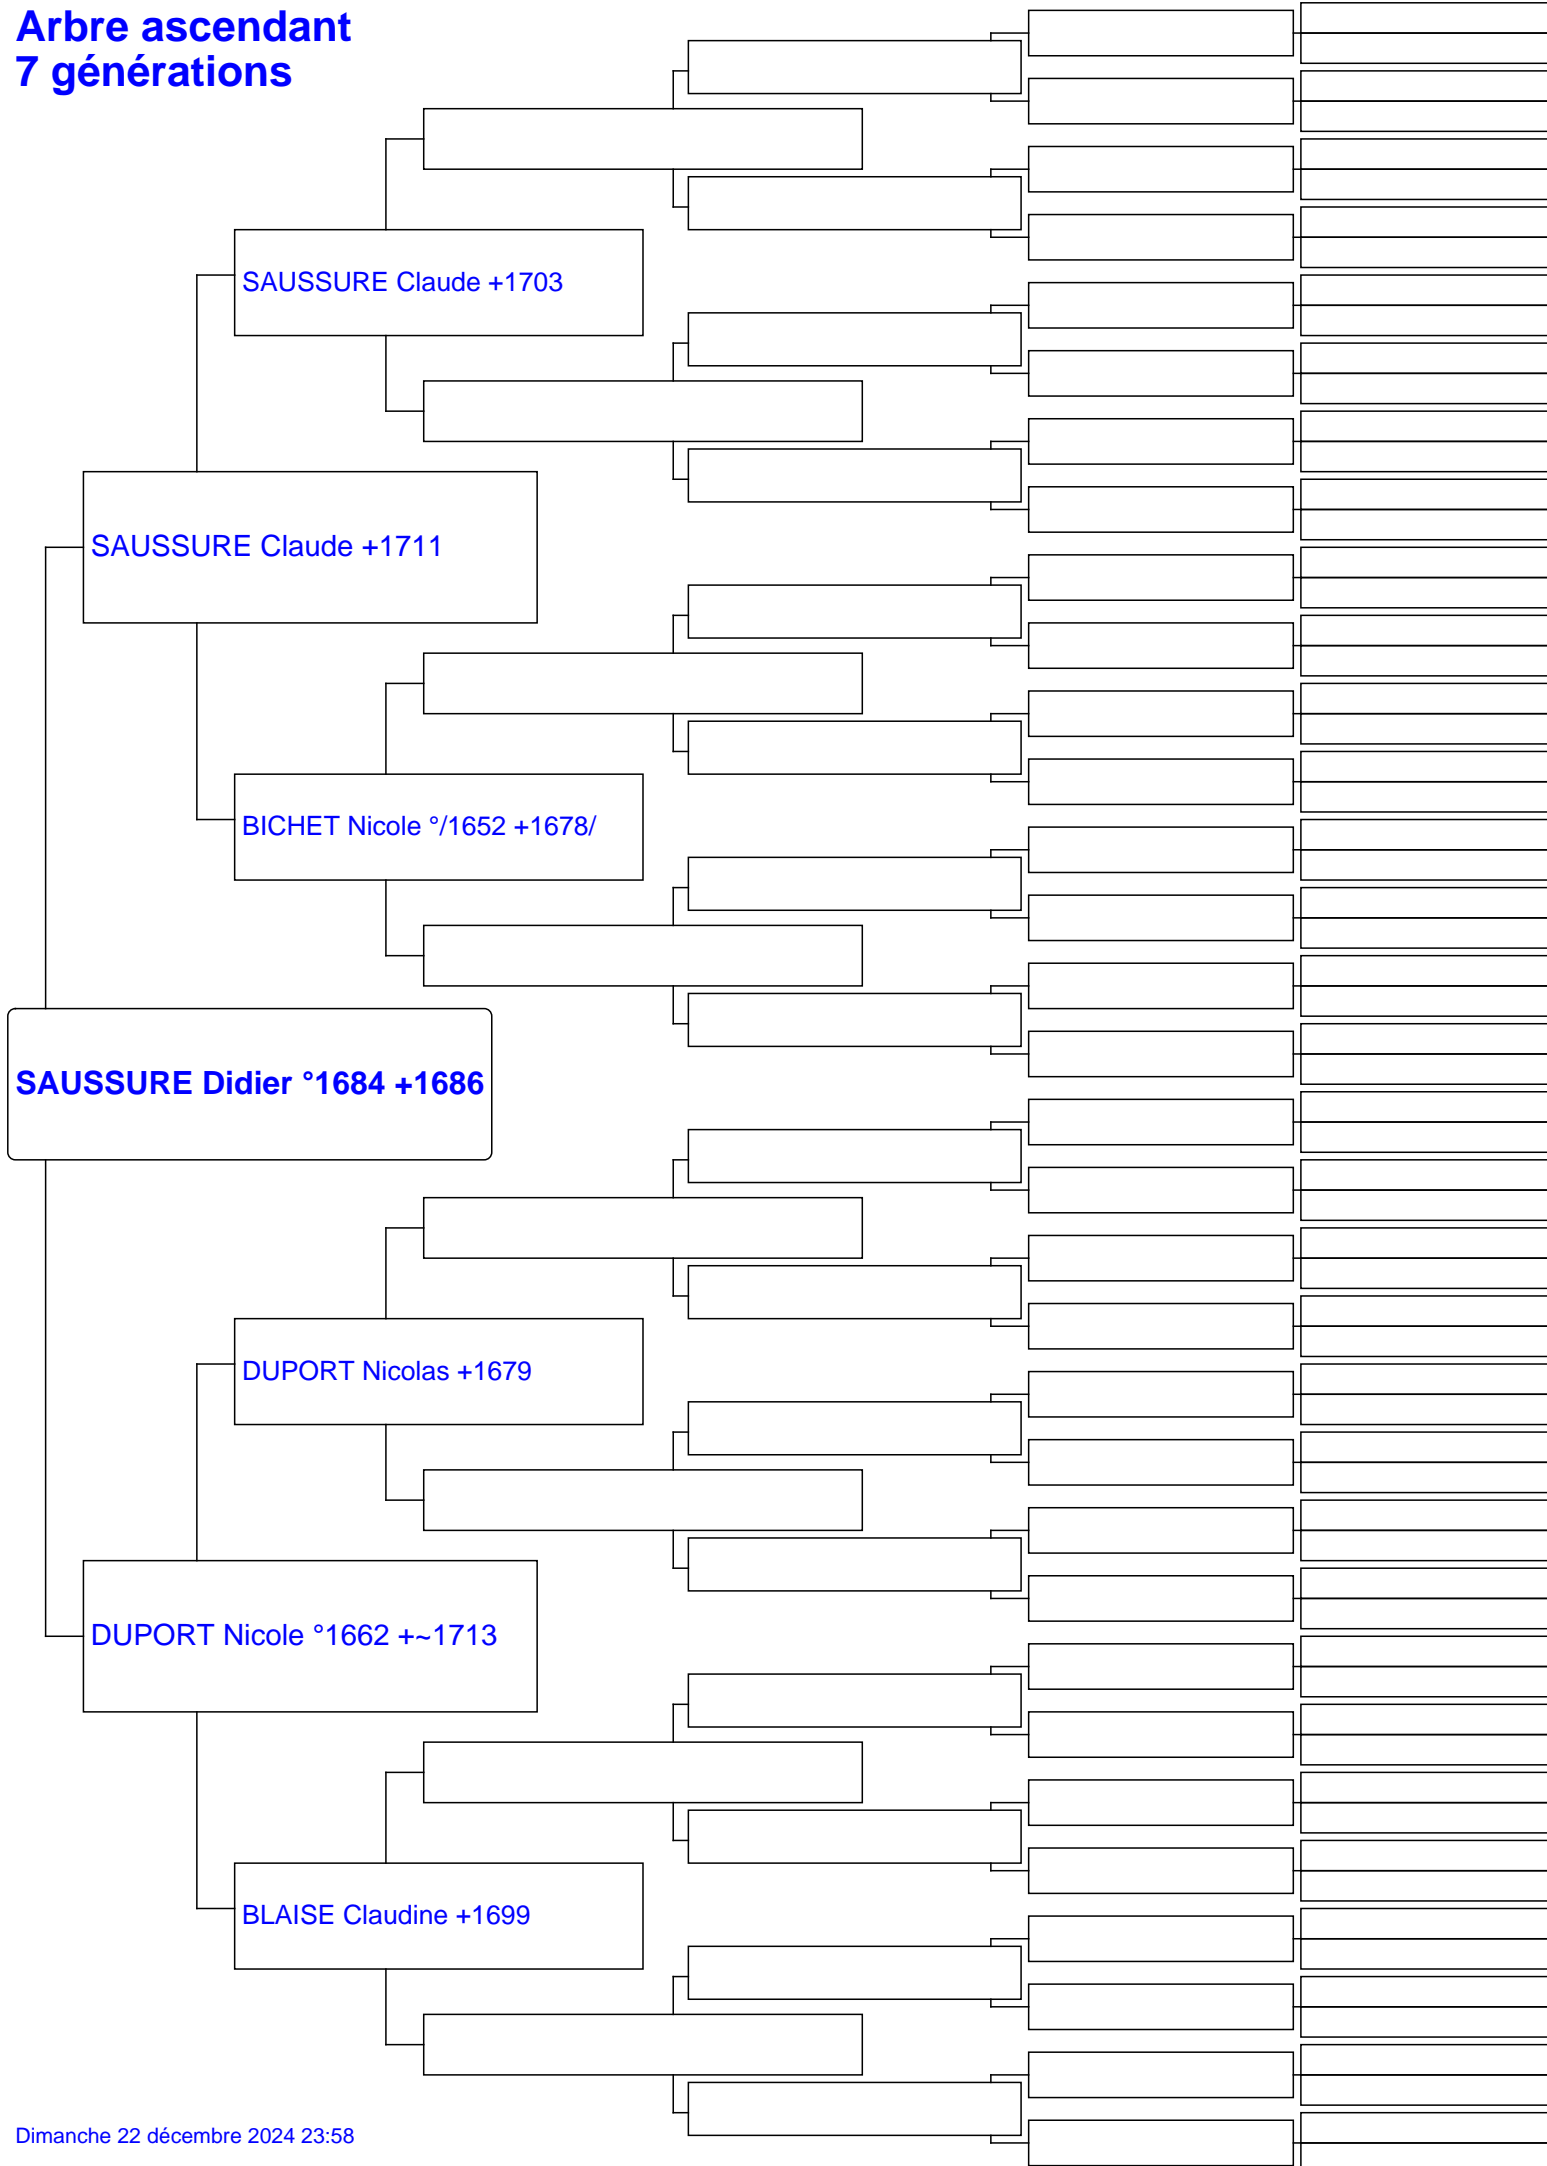 Arbre ascendant
7 générations
SAUSSURE Claude +1703
SAUSSURE Claude +1711
BICHET Nicole °/1652 +1678/
SAUSSURE Didier °1684 +1686
DUPORT Nicolas +1679
DUPORT Nicole °1662 +~1713
BLAISE Claudine +1699
Dimanche 22 décembre 2024 23:58